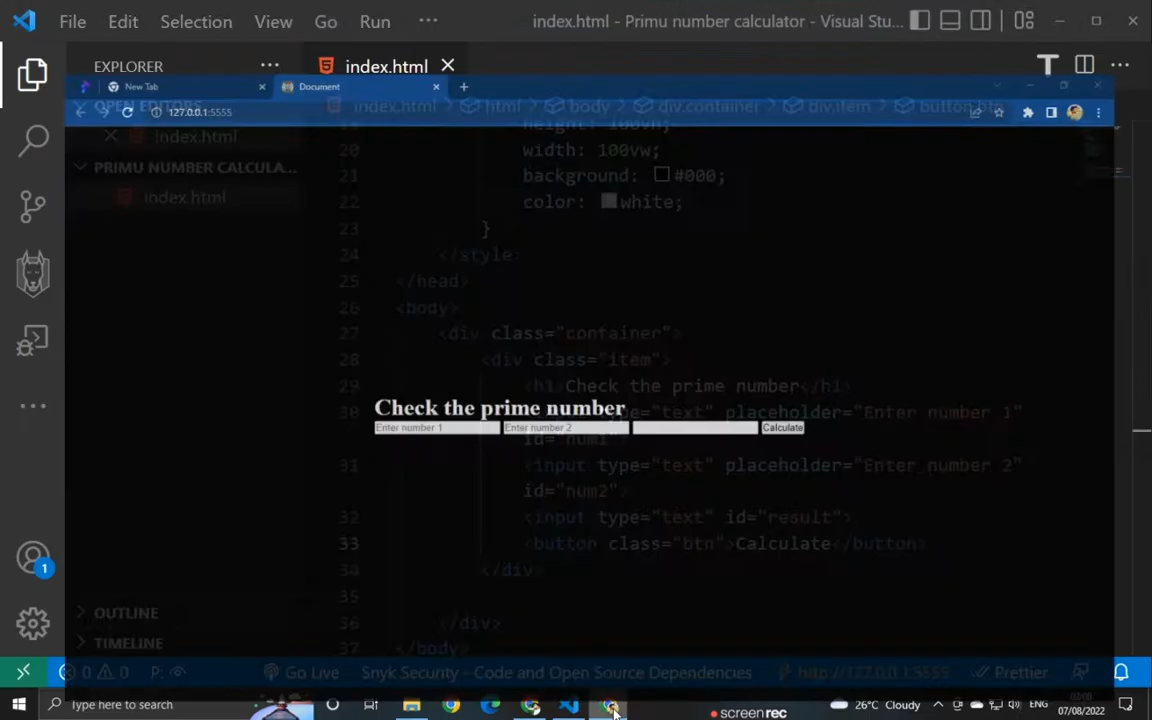 File Edit Selection View Go Run ··· index.html - Primu number calculator - Visual Stu...
EXPLORER ··· index.html
New Tab Document
OPEN EDITORS index.html html body div.container div.item button.btn
127.0.0.1:5555
index.html
height: 100vh;
20 width: 100vw;
PRIMU NUMBER CALCULA...
21 background: #000;
index.html
22 color: white;
23 }
24 </style>
25 </head>
26 <body>
27 <div class="container">
28 <div class="item">
29 <h1>Check the prime number</h1>
Check the prime number
30 type="text" placeholder="Enter number 1"
Enter number 1 Enter number 2 Calculate
id="num1"
31 <input type="text" placeholder="Enter number 2"
id="num2">
32 <input type="text" id="result">
33 <button class="btn">Calculate</button>
34 </div>
35
36 </div>
37 </body>
1
OUTLINE
TIMELINE
0 0 P: Go Live Snyk Security - Code and Open Source Dependencies http://127.0.0.1:5555 Prettier
Type here to search screenrec 26°C Cloudy ENG 02:08
07/08/2022